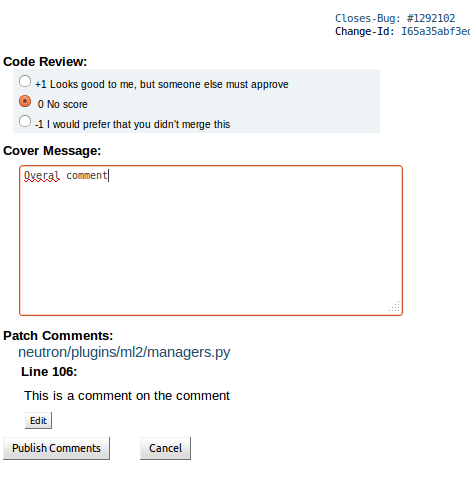 Closes-Bug: #1292102
Change-Id: I65a35abf3ec
Code Review:
+1 Looks good to me, but someone else must approve
0 No score
-1 I would prefer that you didn't merge this
Cover Message:
Overal comment
Patch Comments:
neutron/plugins/ml2/managers.py
Line 106:
This is a comment on the comment
Edit
Publish Comments Cancel